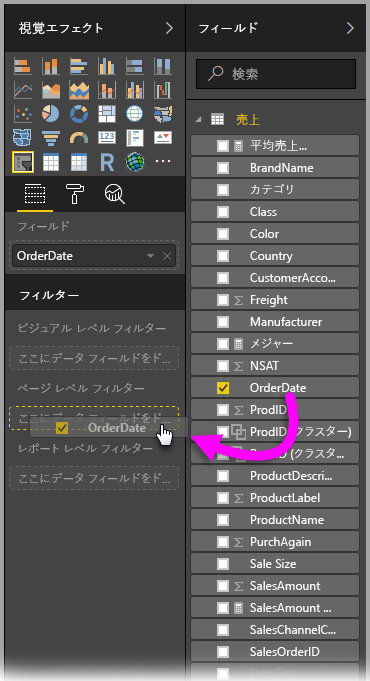 視覚エフェクト
フィールド
OrderDate
フィルター
ビジュアル レベル フィルター
ここにデータ フィールドをド...
ページ レベル フィルター
ここにデータ フィールドをド...
OrderDate
レポート レベル フィルター
ここにデータ フィールドをド...
フィールド
検索
売上
平均売上...
BrandName
カテゴリ
Class
Color
Country
CustomerAcco...
Freight
Manufacturer
メジャー
NSAT
OrderDate
ProdID
ProdID (クラスター)
(クラスタ...
ProductDescri...
ProductLabel
ProductName
PurchAgain
Sale Size
SalesAmount
SalesAmount ...
SalesChannelC...
SalesOrderID